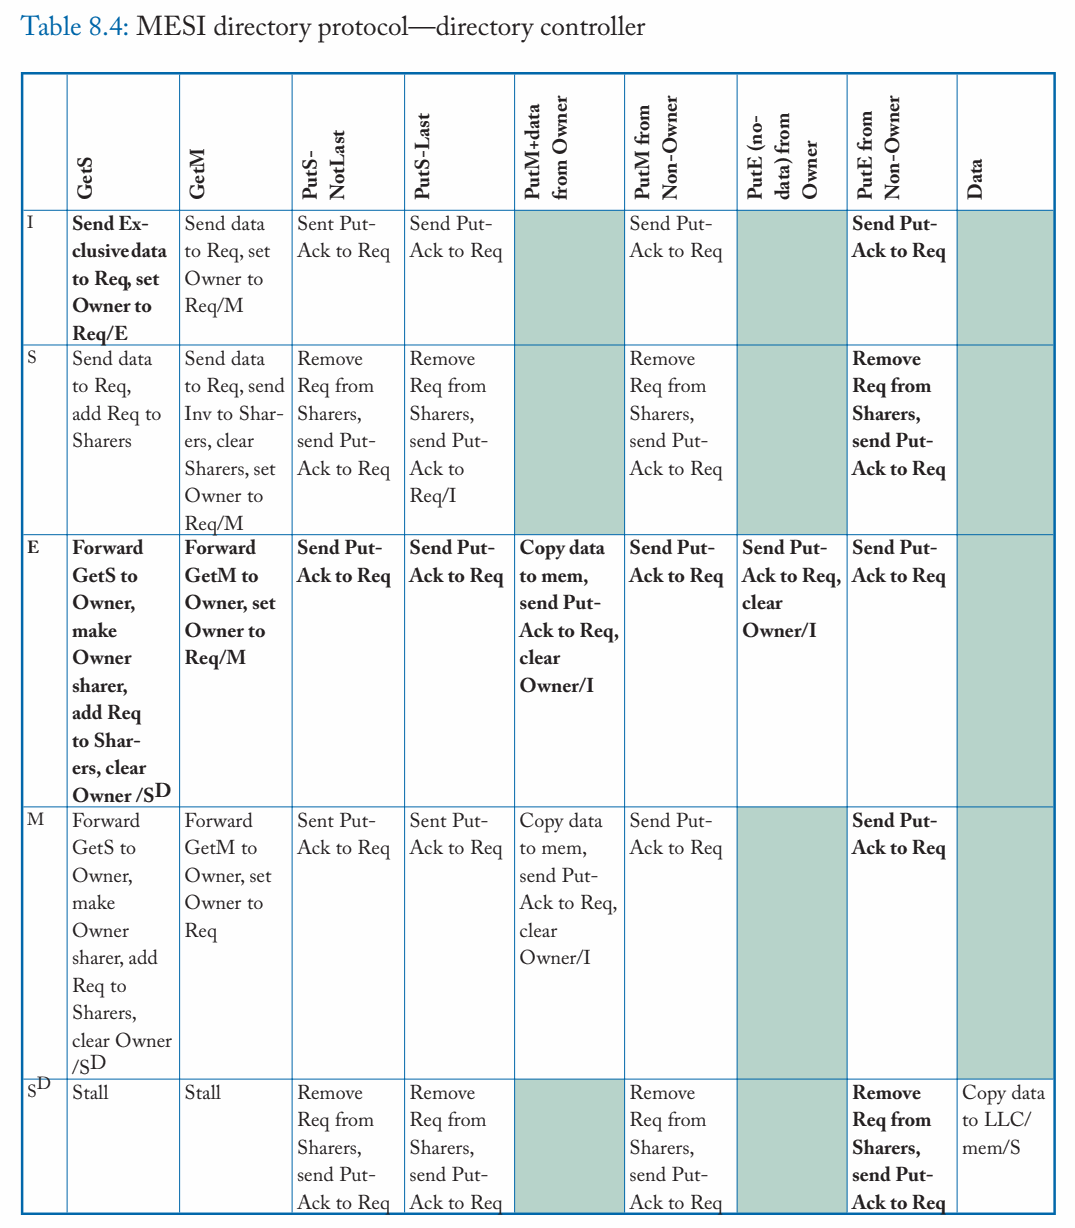 Table 8.4: MESI directory protocol—directory controller
GetS
GetM
PutS-
NotLast
PutS-Last
PutM+data
from Owner
PutM from
Non-Owner
PutE (no-
data) from
Owner
PutE from
Non-Owner
Data
I
Send Ex-
clusive data
to Req, set
Owner to
Req/E
Send data
to Req, set
Owner to
Req/M
Sent Put-
Ack to Req
Send Put-
Ack to Req
Send Put-
Ack to Req
Send Put-
Ack to Req
S
Send data
to Req,
add Req to
Sharers
Send data
to Req, send
Inv to Shar-
ers, clear
Sharers, set
Owner to
Req/M
Remove
Req from
Sharers,
send Put-
Ack to Req
Remove
Req from
Sharers,
send Put-
Ack to
Req/I
Remove
Req from
Sharers,
send Put-
Ack to Req
Remove
Req from
Sharers,
send Put-
Ack to Req
E
Forward
GetS to
Owner,
make
Owner
sharer,
add Req
to Shar-
ers, clear
Owner /S^D
Forward
GetM to
Owner, set
Owner to
Req/M
Send Put-
Ack to Req
Send Put-
Ack to Req
Copy data
to mem,
send Put-
Ack to Req,
clear
Owner/I
Send Put-
Ack to Req
Send Put-
Ack to Req,
clear
Owner/I
Send Put-
Ack to Req
M
Forward
GetS to
Owner,
make
Owner
sharer, add
Req to
Sharers,
clear Owner
/S^D
Forward
GetM to
Owner, set
Owner to
Req
Sent Put-
Ack to Req
Sent Put-
Ack to Req
Copy data
to mem,
send Put-
Ack to Req,
clear
Owner/I
Send Put-
Ack to Req
Send Put-
Ack to Req
S^D
Stall
Stall
Remove
Req from
Sharers,
send Put-
Ack to Req
Remove
Req from
Sharers,
send Put-
Ack to Req
Remove
Req from
Sharers,
send Put-
Ack to Req
Remove
Req from
Sharers,
send Put-
Ack to Req
Copy data
to LLC/
mem/S